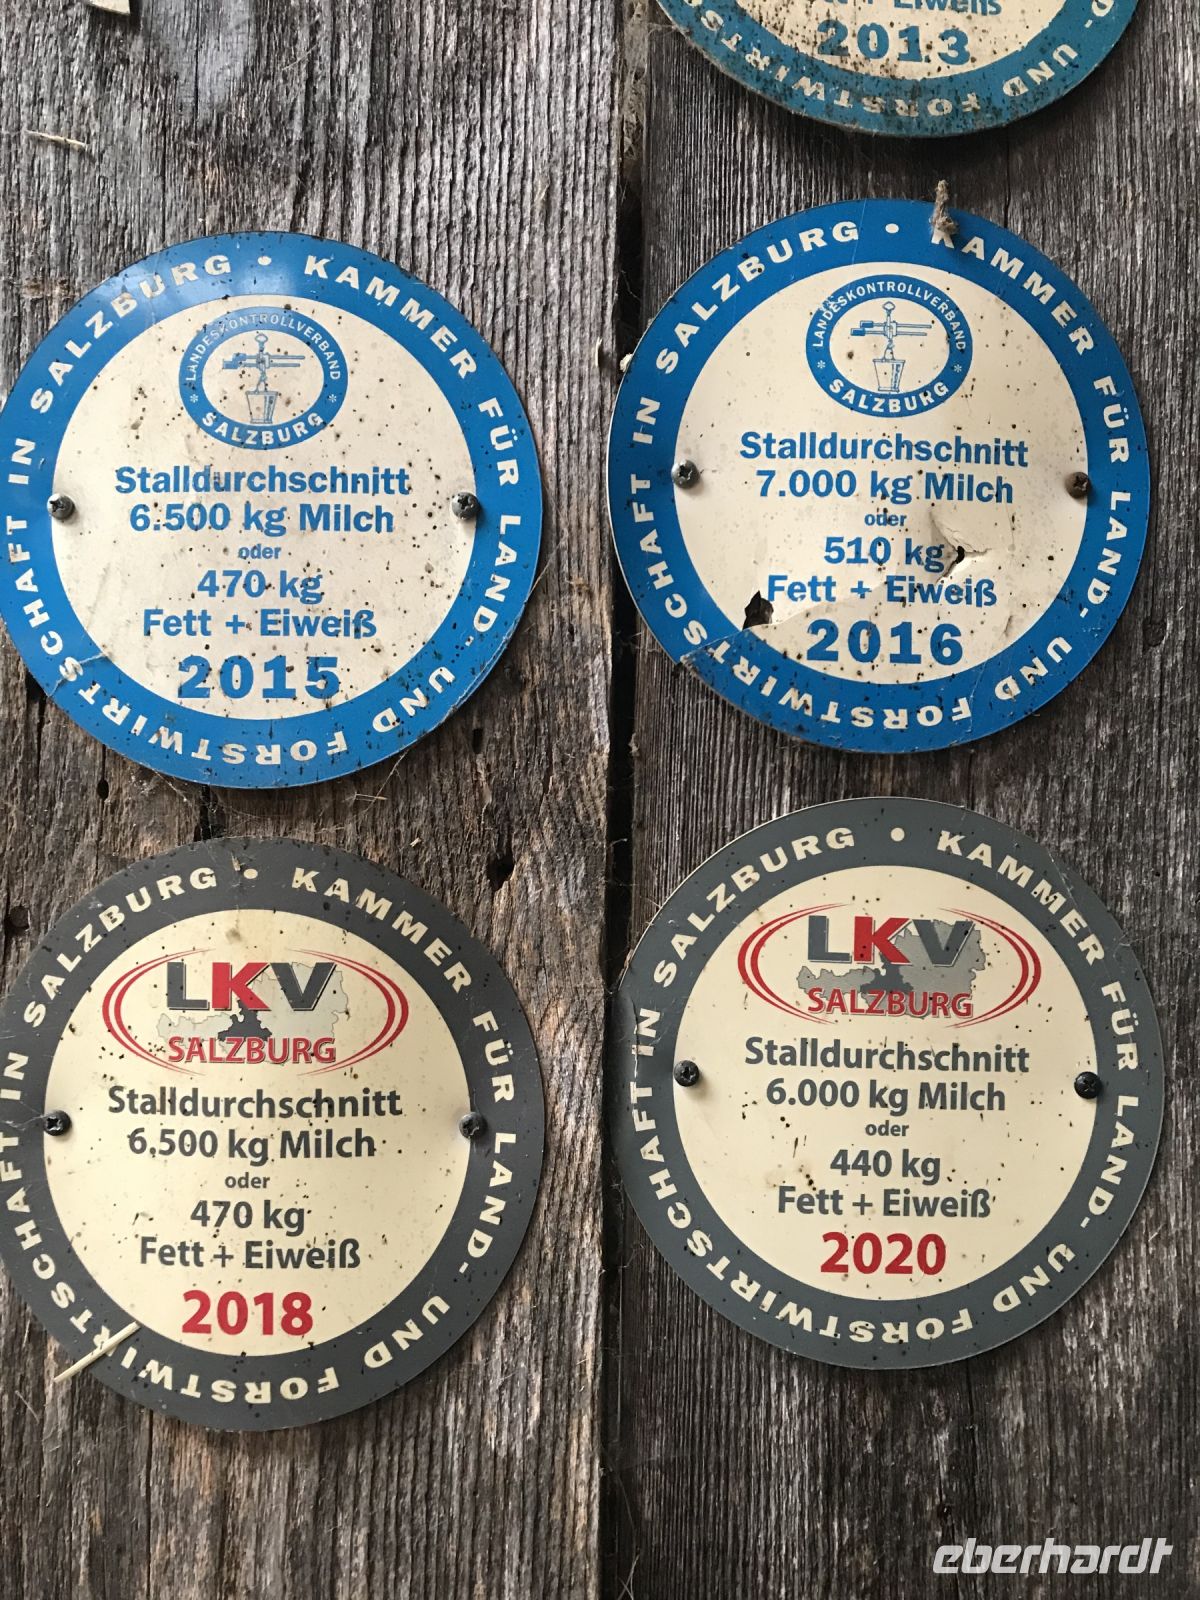 + Eiweiß
2013
- UND FORSTWIRTS
KAMMER FÜR LAND- UND FORSTWIRTSCHAFT IN SALZBURG •
LANDESKONTROLLVERBAND
* SALZBURG *
Stalldurchschnitt
6.500 kg Milch
oder
470 kg
Fett + Eiweiß
2015
KAMMER FÜR LAND- UND FORSTWIRTSCHAFT IN SALZBURG •
LANDESKONTROLLVERBAND
* SALZBURG *
Stalldurchschnitt
7.000 kg Milch
oder
510 kg
Fett + Eiweiß
2016
KAMMER FÜR LAND- UND FORSTWIRTSCHAFT IN SALZBURG •
LKV
SALZBURG
Stalldurchschnitt
6.500 kg Milch
oder
470 kg
Fett + Eiweiß
2018
KAMMER FÜR LAND- UND FORSTWIRTSCHAFT IN SALZBURG •
LKV
SALZBURG
Stalldurchschnitt
6.000 kg Milch
oder
440 kg
Fett + Eiweiß
2020
eberhardt